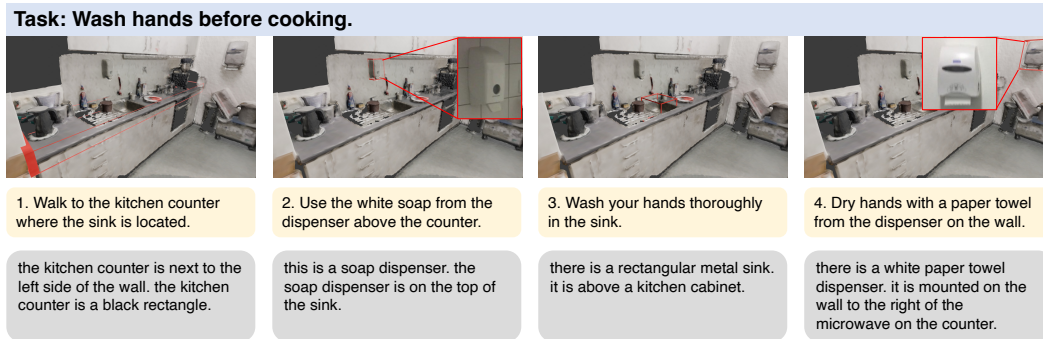 Task: Wash hands before cooking.
1. Walk to the kitchen counter
where the sink is located.
2. Use the white soap from the
dispenser above the counter.
3. Wash your hands thoroughly
in the sink.
4. Dry hands with a paper towel
from the dispenser on the wall.
the kitchen counter is next to the
left side of the wall. the kitchen
counter is a black rectangle.
this is a soap dispenser. the
soap dispenser is on the top of
the sink.
there is a rectangular metal sink.
it is above a kitchen cabinet.
there is a white paper towel
dispenser. it is mounted on the
wall to the right of the
microwave on the counter.